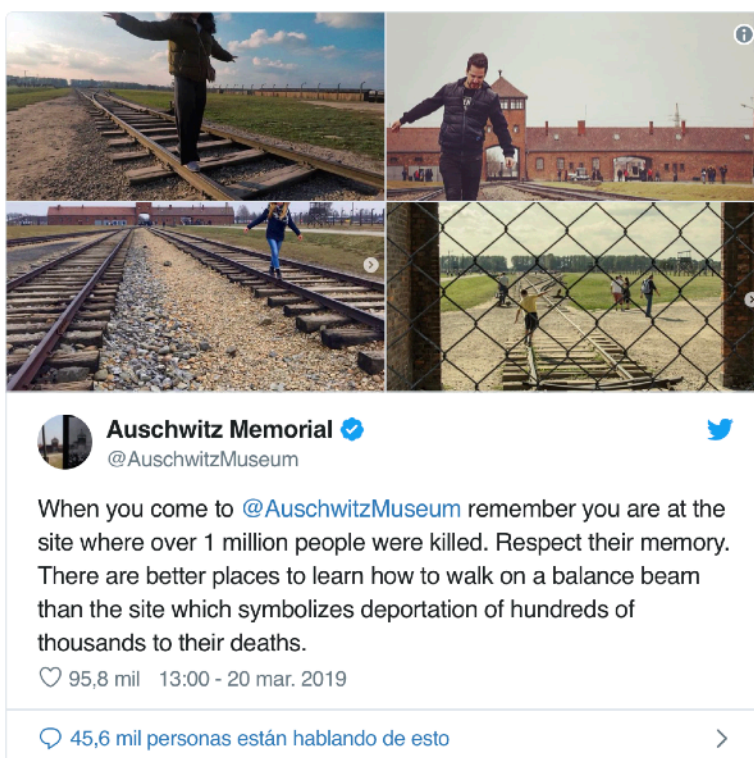 Auschwitz Memorial
@AuschwitzMuseum
When you come to @AuschwitzMuseum remember you are at the
site where over 1 million people were killed. Respect their memory.
There are better places to learn how to walk on a balance beam
than the site which symbolizes deportation of hundreds of
thousands to their deaths.
95,8 mil 13:00 - 20 mar. 2019
45,6 mil personas están hablando de esto